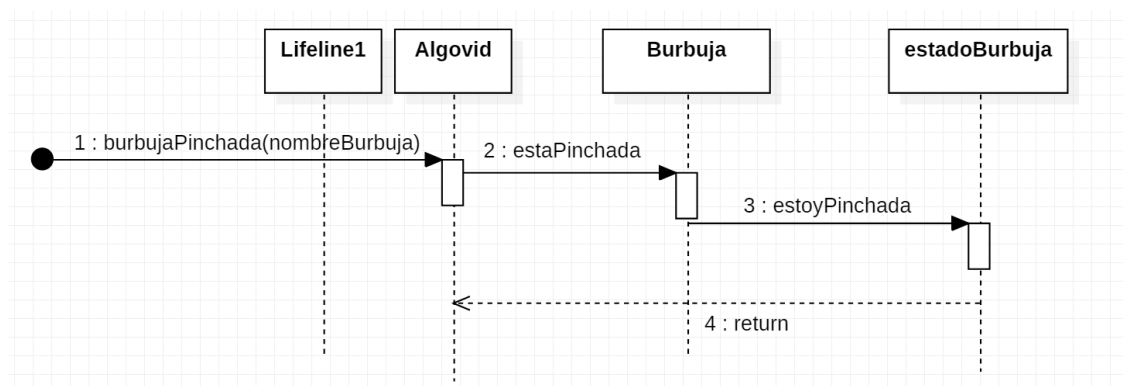 Lifeline1
Algovid
Burbuja
estadoBurbuja
1 : burbujaPinchada(nombreBurbuja)
2 : estaPinchada
3 : estoyPinchada
4 : return